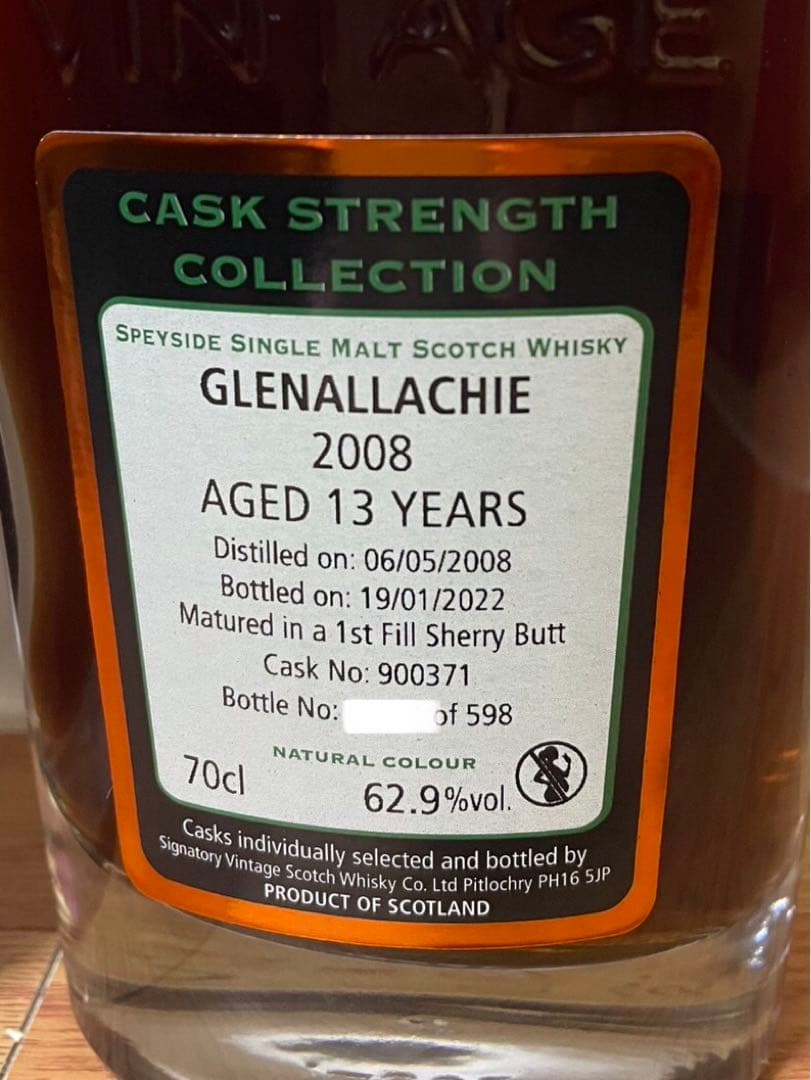 VINTAGE
CASK STRENGTH
COLLECTION
SPEYSIDE SINGLE MALT SCOTCH WHISKY
GLENALLACHIE
2008
AGED 13 YEARS
Distilled on: 06/05/2008
Bottled on: 19/01/2022
Matured in a 1st Fill Sherry Butt
Cask No: 900371
Bottle No: of 598
NATURAL COLOUR
70cl
62.9%vol.
Casks individually selected and bottled by
Signatory Vintage Scotch Whisky Co. Ltd Pitlochry PH16 5JP
PRODUCT OF SCOTLAND